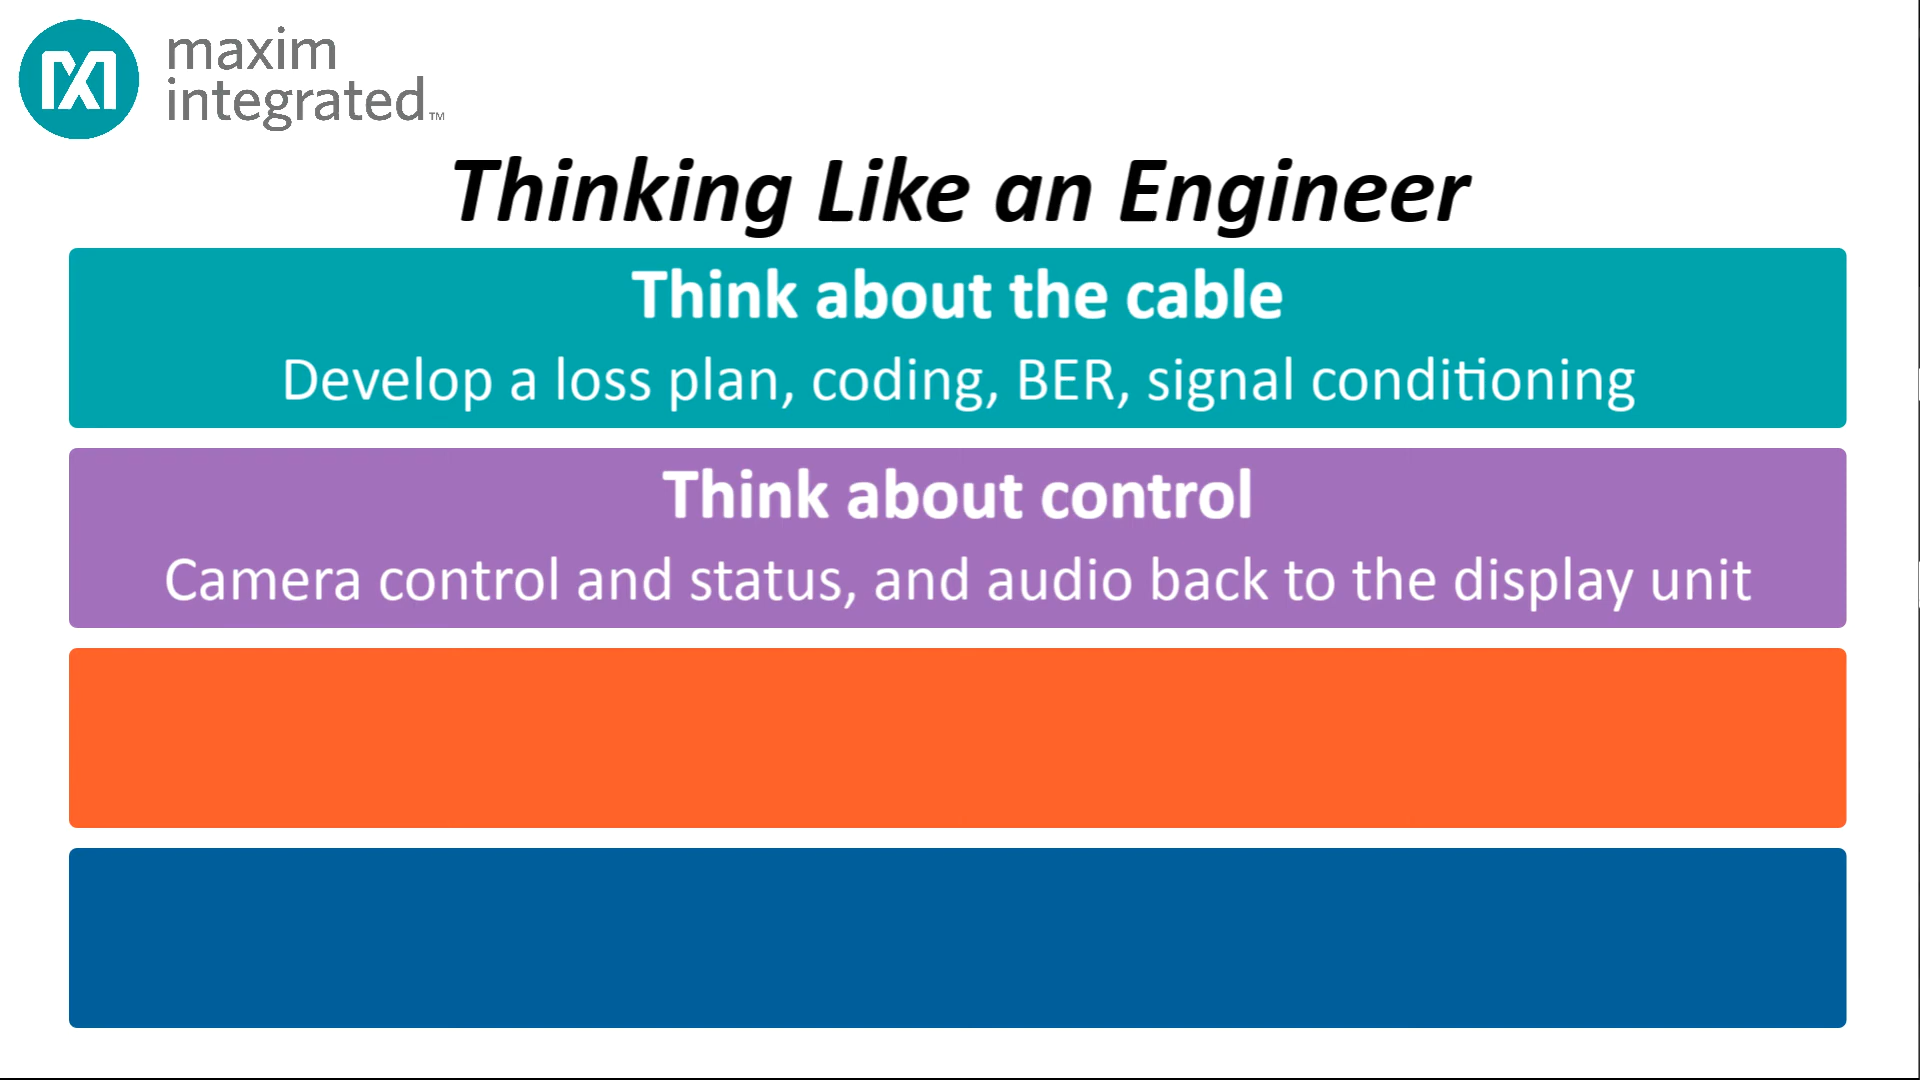 maxim
integrated™
Thinking Like an Engineer
Think about the cable
Develop a loss plan, coding, BER, signal conditioning
Think about control
Camera control and status, and audio back to the display unit